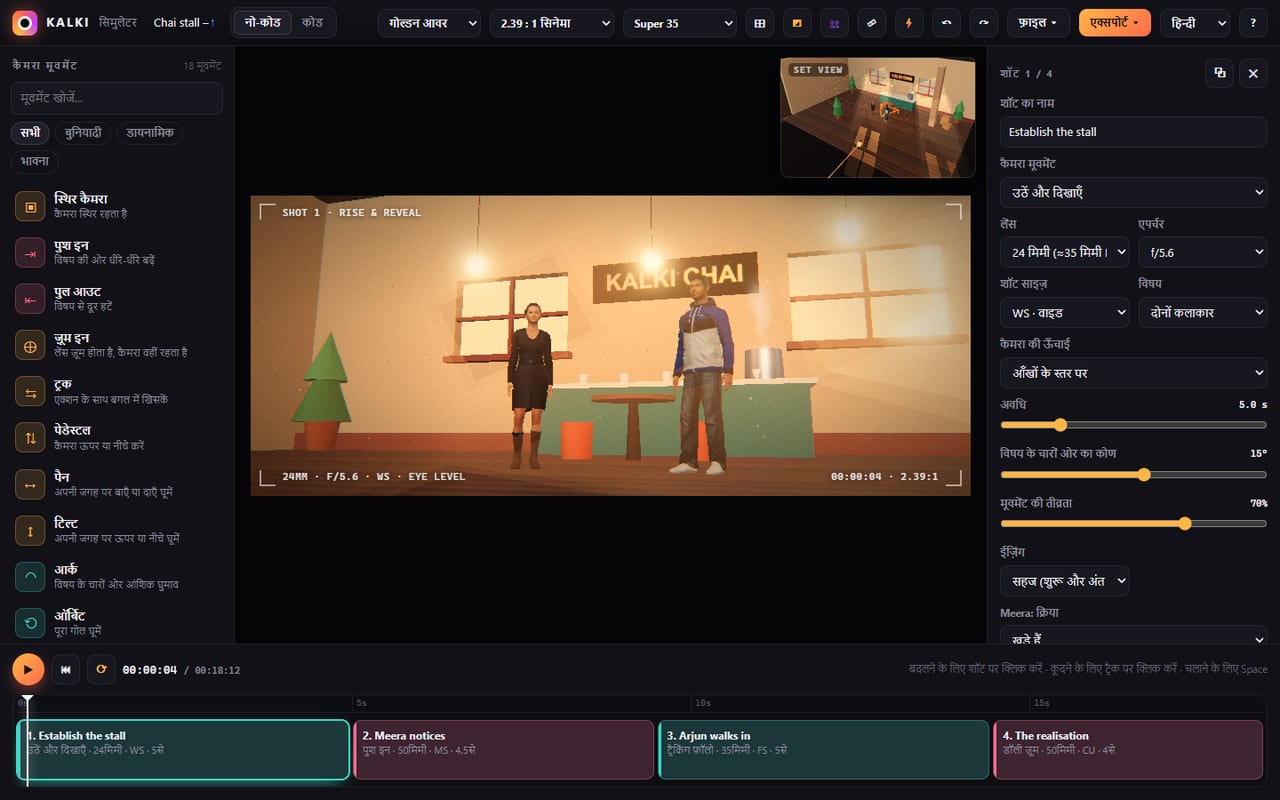 KALKI सिमुलेटर Chai stall – नो-कोड कोड गोल्डन आवर 2.39 : 1 सिनेमा Super 35 फ़ाइल एक्सपोर्ट हिन्दी ?
कैमरा मूवमेंट 18 मूवमेंट
मूवमेंट खोजें...
सभी बुनियादी डायनामिक
भावना
स्थिर कैमरा
कैमरा स्थिर रहता है
पुश इन
विषय की ओर धीरे-धीरे बढ़ें
पुल आउट
विषय से दूर हटें
ज़ूम इन
लेंस ज़ूम होता है, कैमरा वहीं रहता है
ट्रक
एक्शन के साथ बगल में खिसकें
पेडेस्टल
कैमरा ऊपर या नीचे करें
पैन
अपनी जगह पर बाएँ या दाएँ घूमें
टिल्ट
अपनी जगह पर ऊपर या नीचे घूमें
आर्क
विषय के चारों ओर आंशिक घुमाव
ऑर्बिट
पूरा गोल घूमें
SET VIEW
KALKI CHAI
SHOT 1 · RISE & REVEAL
KALKI CHAI
24MM · F/5.6 · WS · EYE LEVEL 00:00:04 · 2.39:1
शॉट 1 / 4
शॉट का नाम
Establish the stall
कैमरा मूवमेंट
उठें और दिखाएँ
लेंस एपर्चर
24 मिमी (≈35 मिमी f/5.6
शॉट साइज़ विषय
WS · वाइड दोनों कलाकार
कैमरा की ऊँचाई
आँखों के स्तर पर
अवधि 5.0 s
विषय के चारों ओर का कोण 15°
मूवमेंट की तीव्रता 70%
ईज़िंग
सहज (शुरू और अंत
Meera: क्रिया
खड़े हैं
00:00:04 / 00:18:12 बदलने के लिए शॉट पर क्लिक करें · कूदने के लिए ट्रैक पर क्लिक करें · चलाने के लिए Space
0s 5s 10s 15s
1. Establish the stall
उठें और दिखाएँ · 24मिमी · WS · 5से
2. Meera notices
पुश इन · 50मिमी · MS · 4.5से
3. Arjun walks in
ट्रैकिंग फ़ॉलो · 35मिमी · FS · 5से
4. The realisation
डॉली ज़ूम · 50मिमी · CU · 4से